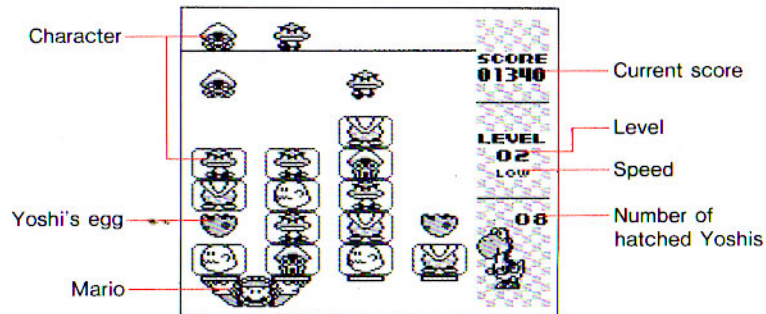 Character
SCORE
01340
Current score
LEVEL
02
LOW
Level
Speed
Yoshi's egg
08
Number of
hatched Yoshis
Mario